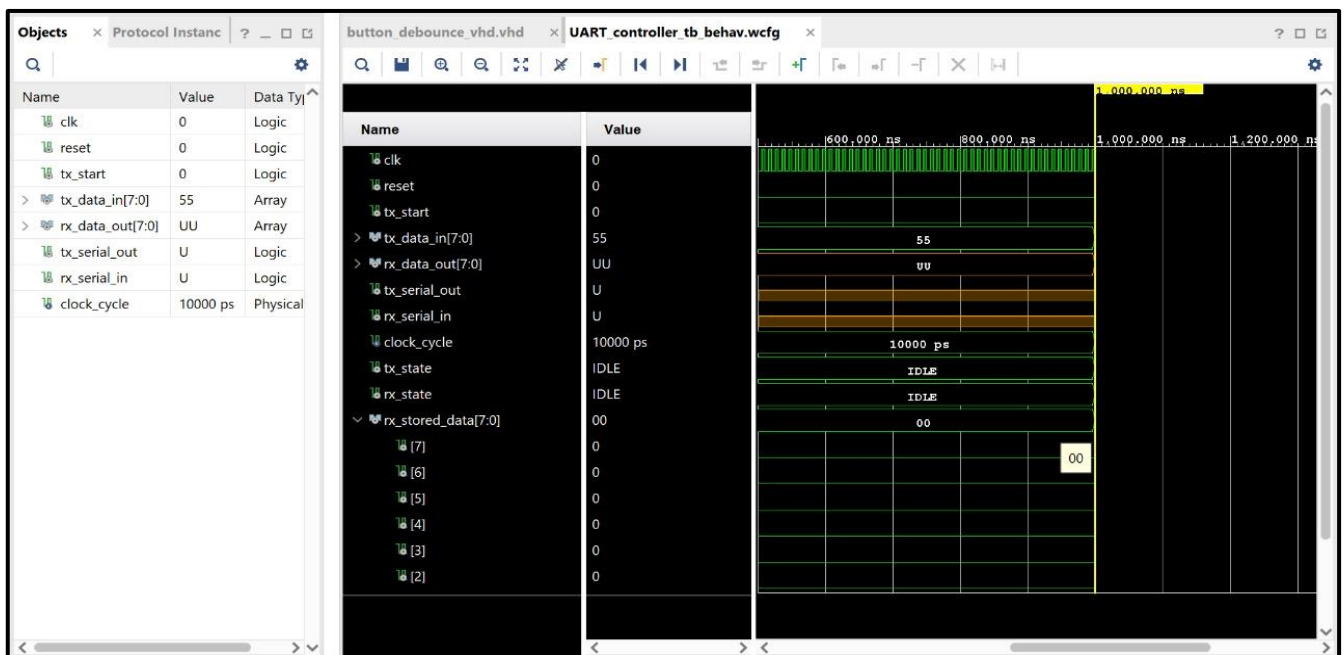 Objects × Protocol Instanc ?
Name Value Data Ty
clk 0 Logic
reset 0 Logic
tx_start 0 Logic
tx_data_in[7:0] 55 Array
rx_data_out[7:0] UU Array
tx_serial_out U Logic
rx_serial_in U Logic
clock_cycle 10000 ps Physical
button_debounce_vhd.vhd × UART_controller_tb_behav.wcfg × ?
1,000,000 ns
Name Value
600,000 ns 800,000 ns 1,000,000 ns 1,200,000 ns
clk 0
reset 0
tx_start 0
tx_data_in[7:0] 55 55
rx_data_out[7:0] UU UU
tx_serial_out U
rx_serial_in U
clock_cycle 10000 ps 10000 ps
tx_state IDLE IDLE
rx_state IDLE IDLE
rx_stored_data[7:0] 00 00
[7] 0 00
[6] 0
[5] 0
[4] 0
[3] 0
[2] 0